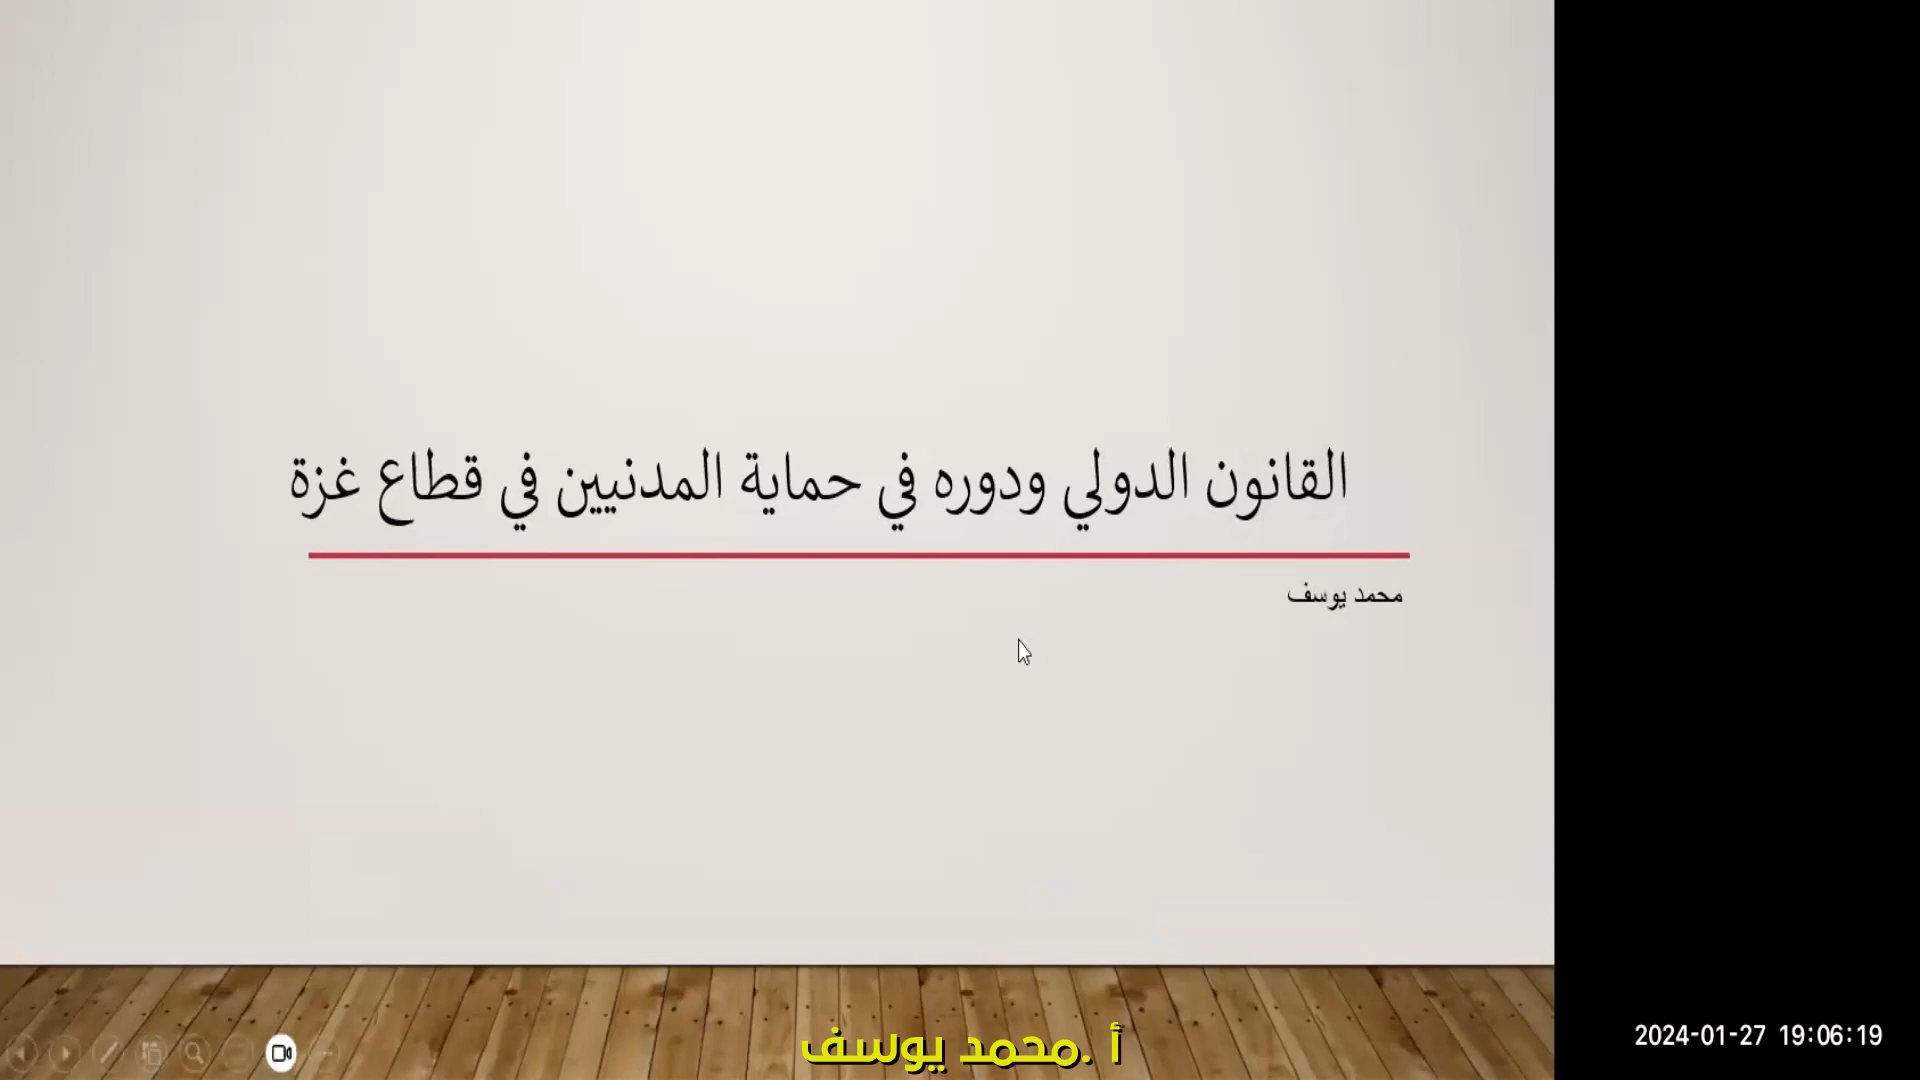 القانون الدولي ودوره في حماية المدنيين في قطاع غزة
محمد يوسف
أ .محمد يوسف
2024-01-27 19:06:19